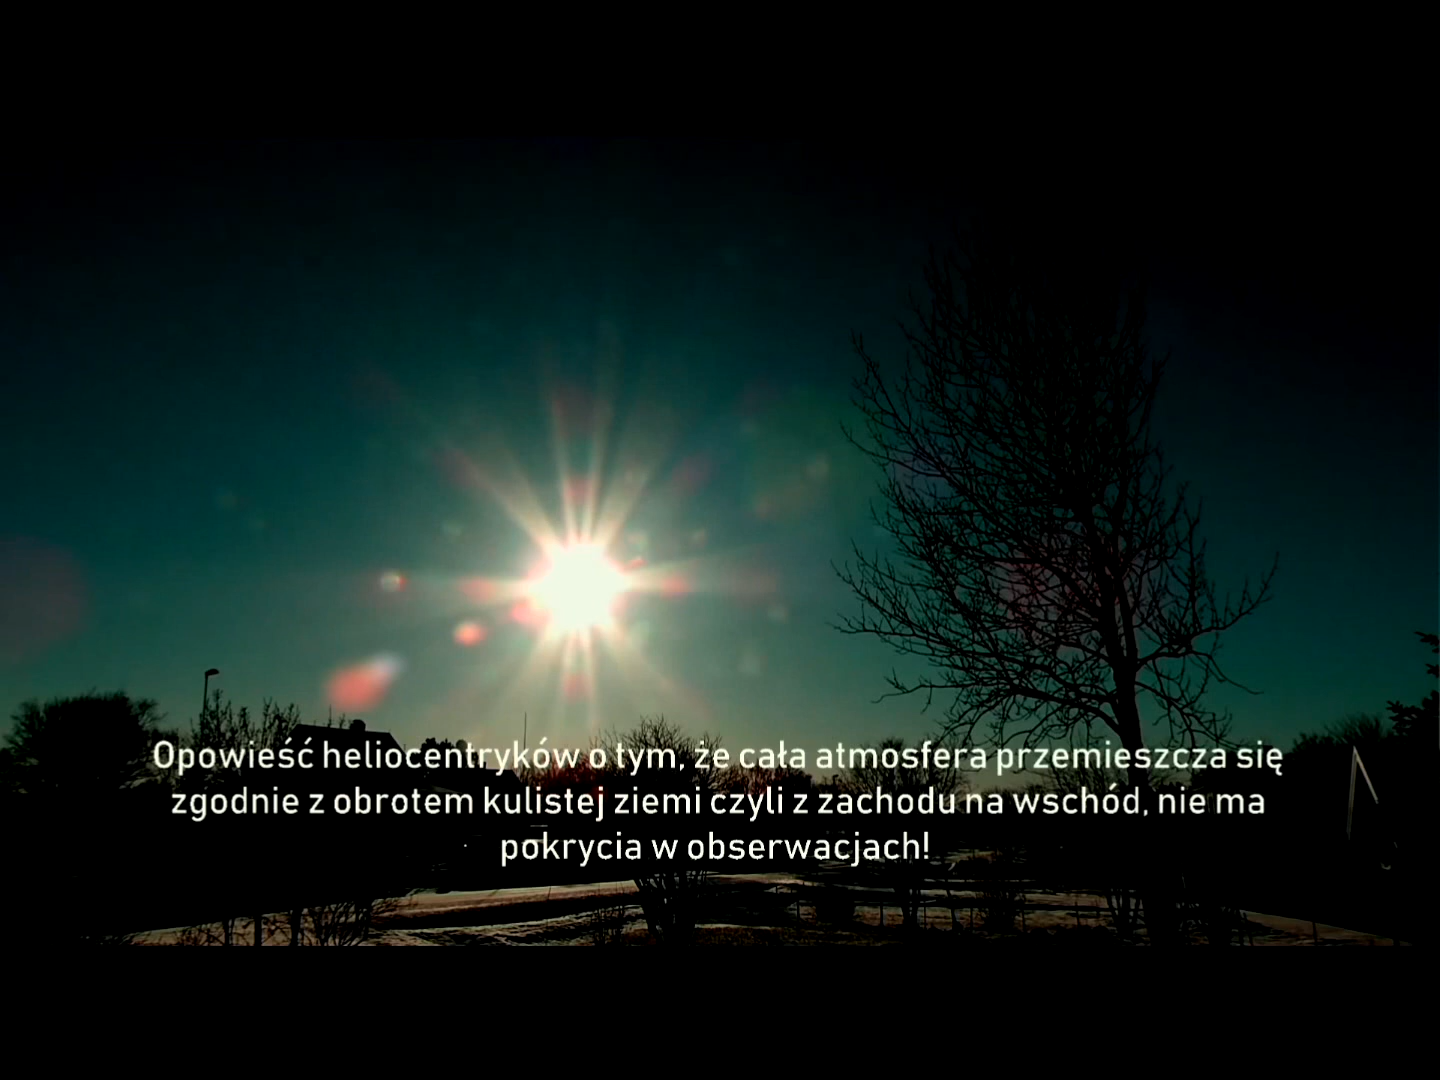 Opowieść heliocentryków o tym, że cała atmosfera przemieszcza się
zgodnie z obrotem kulistej ziemi czyli z zachodu na wschód, nie ma
pokrycia w obserwacjach!